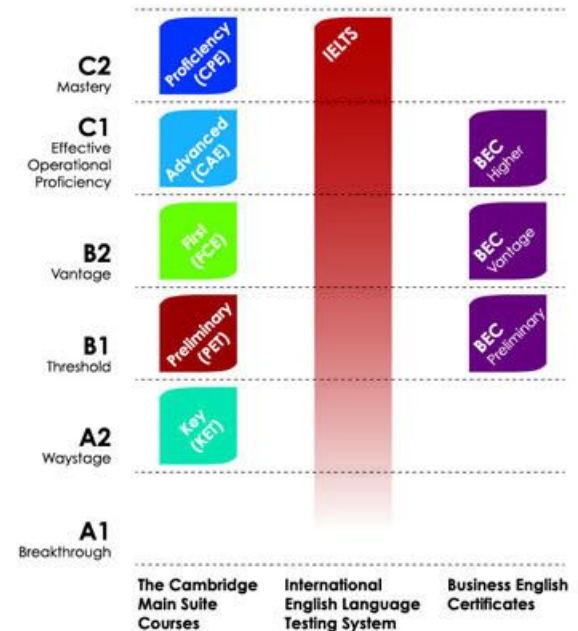 C2
Mastery
Proficiency
(CPE)
IELTS
C1
Effective
Operational
Proficiency
Advanced
(CAE)
BEC
Higher
B2
Vantage
First
(FCE)
BEC
Vantage
B1
Threshold
Preliminary
(PET)
BEC
Preliminary
A2
Waystage
Key
(KET)
A1
Breakthrough
The Cambridge
Main Suite
Courses
International
English Language
Testing System
Business English
Certificates